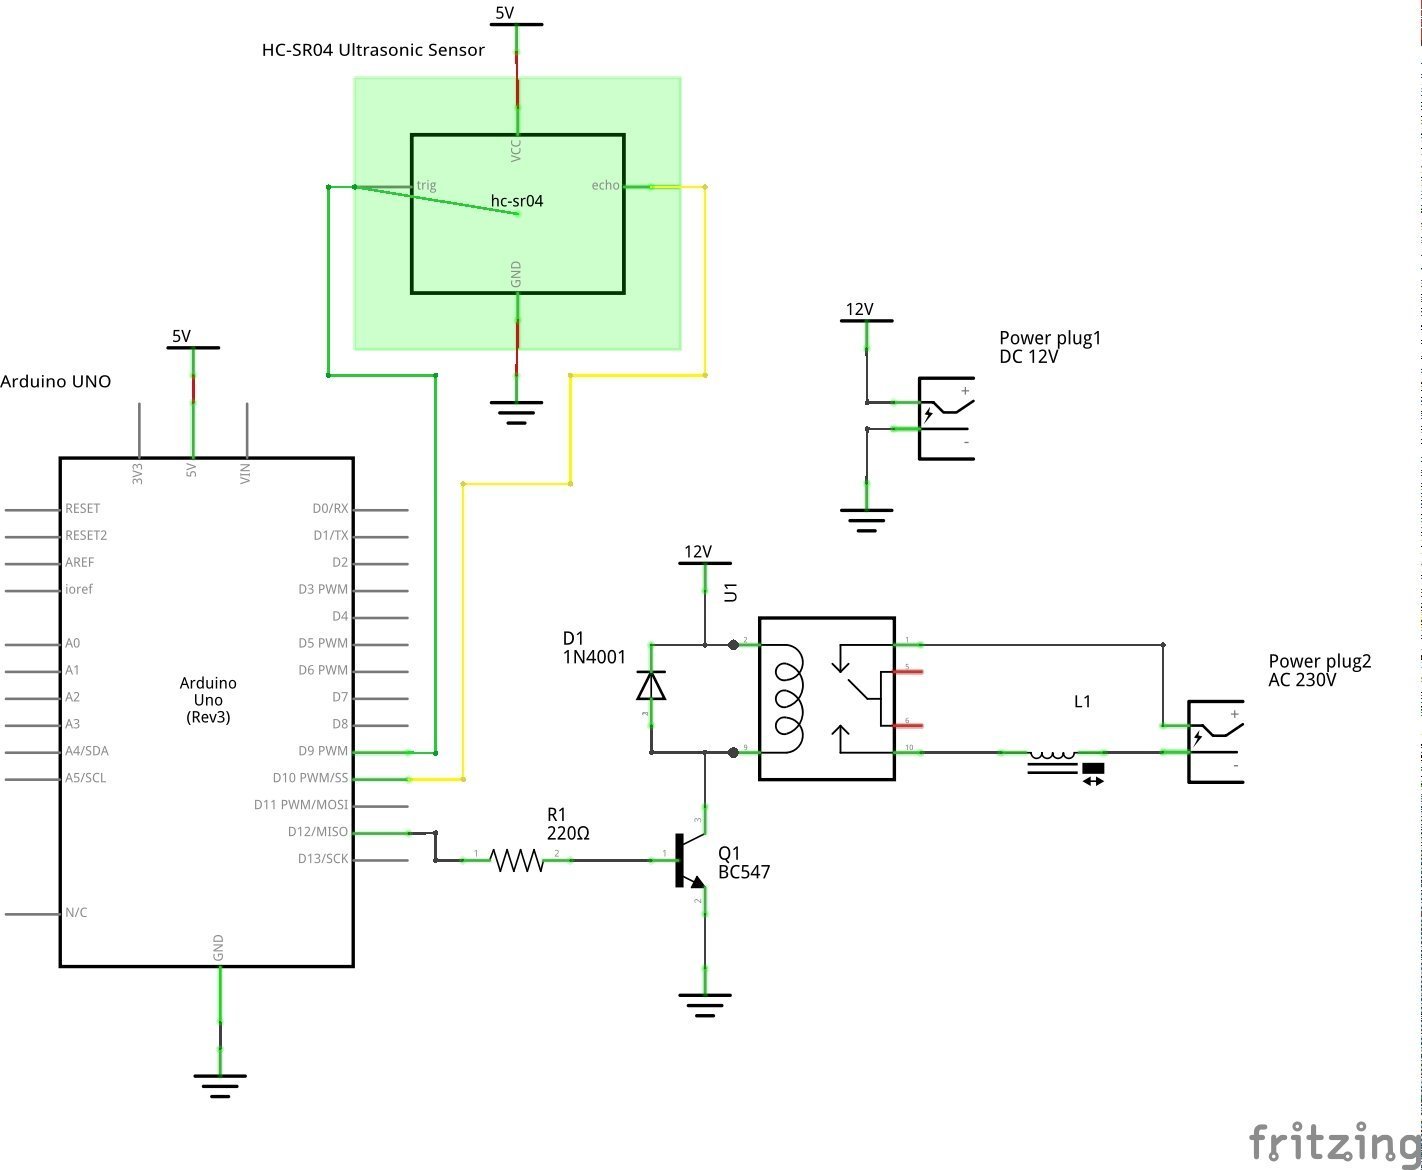 5V
HC-SR04 Ultrasonic Sensor
VCC
trig
echo
hc-sr04
GND
5V
Arduino UNO
3V3
5V
VIN
RESET
RESET2
AREF
ioref
A0
A1
A2
A3
A4/SDA
A5/SCL
N/C
Arduino
Uno
(Rev3)
D0/RX
D1/TX
D2
D3 PWM
D4
D5 PWM
D6 PWM
D7
D8
D9 PWM
D10 PWM/SS
D11 PWM/MOSI
D12/MISO
D13/SCK
GND
12V
Power plug1
DC 12V
+
-
12V
U1
D1
1N4001
2
9
1
5
6
10
L1
Power plug2
AC 230V
+
-
R1
220Ω
1
2
1
3
2
Q1
BC547
fritzing